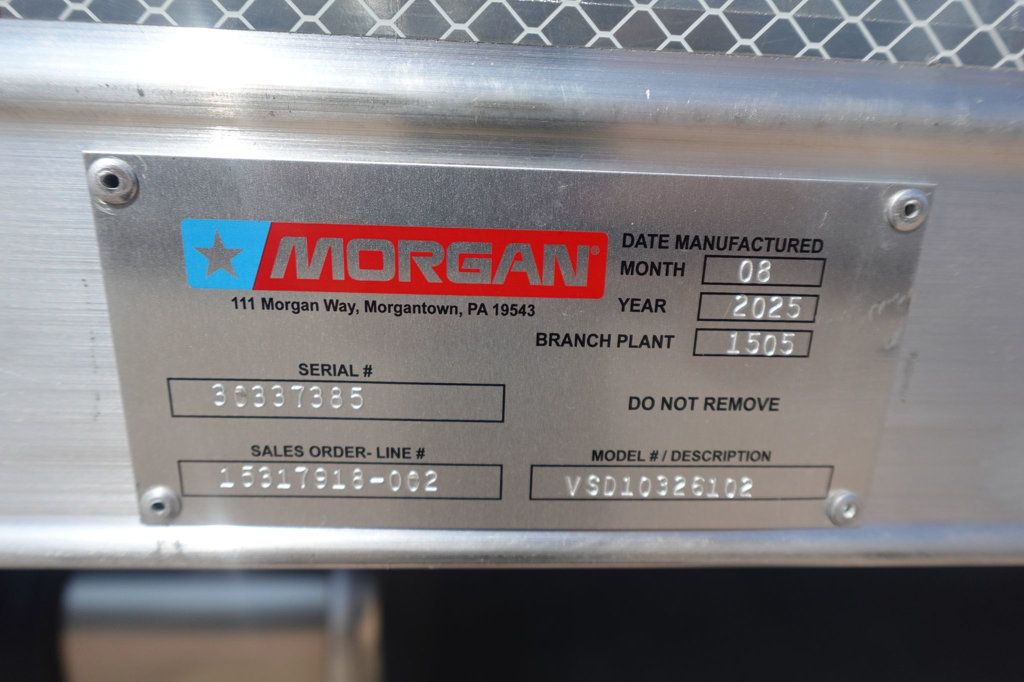 MORGAN®
111 Morgan Way, Morgantown, PA 19543
DATE MANUFACTURED
MONTH 08
YEAR 2025
BRANCH PLANT 1505
SERIAL #
30337385
DO NOT REMOVE
SALES ORDER- LINE #
15317918-002
MODEL # / DESCRIPTION
VSD10326102